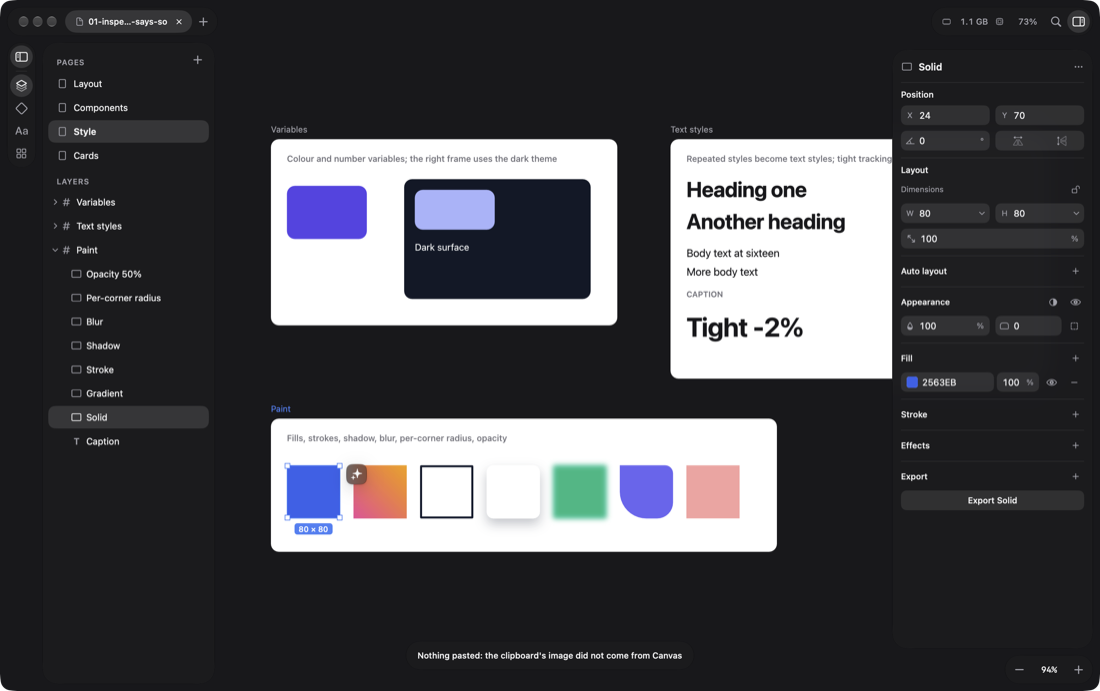 01-inspe...-says-so
1.1 GB
73%
PAGES
Layout
Components
Style
Cards
LAYERS
Variables
Text styles
Paint
Opacity 50%
Per-corner radius
Blur
Shadow
Stroke
Gradient
Solid
T Caption
Aa
Variables
Colour and number variables; the right frame uses the dark theme
Dark surface
Text styles
Repeated styles become text styles; tight tracking
Heading one
Another heading
Body text at sixteen
More body text
CAPTION
Tight -2%
Paint
Fills, strokes, shadow, blur, per-corner radius, opacity
80 × 80
Nothing pasted: the clipboard's image did not come from Canvas
Solid
Position
X 24
Y 70
0 °
Layout
Dimensions
W 80
H 80
100 %
Auto layout
Appearance
100 %
0
Fill
2563EB
100 %
Stroke
Effects
Export
Export Solid
94%